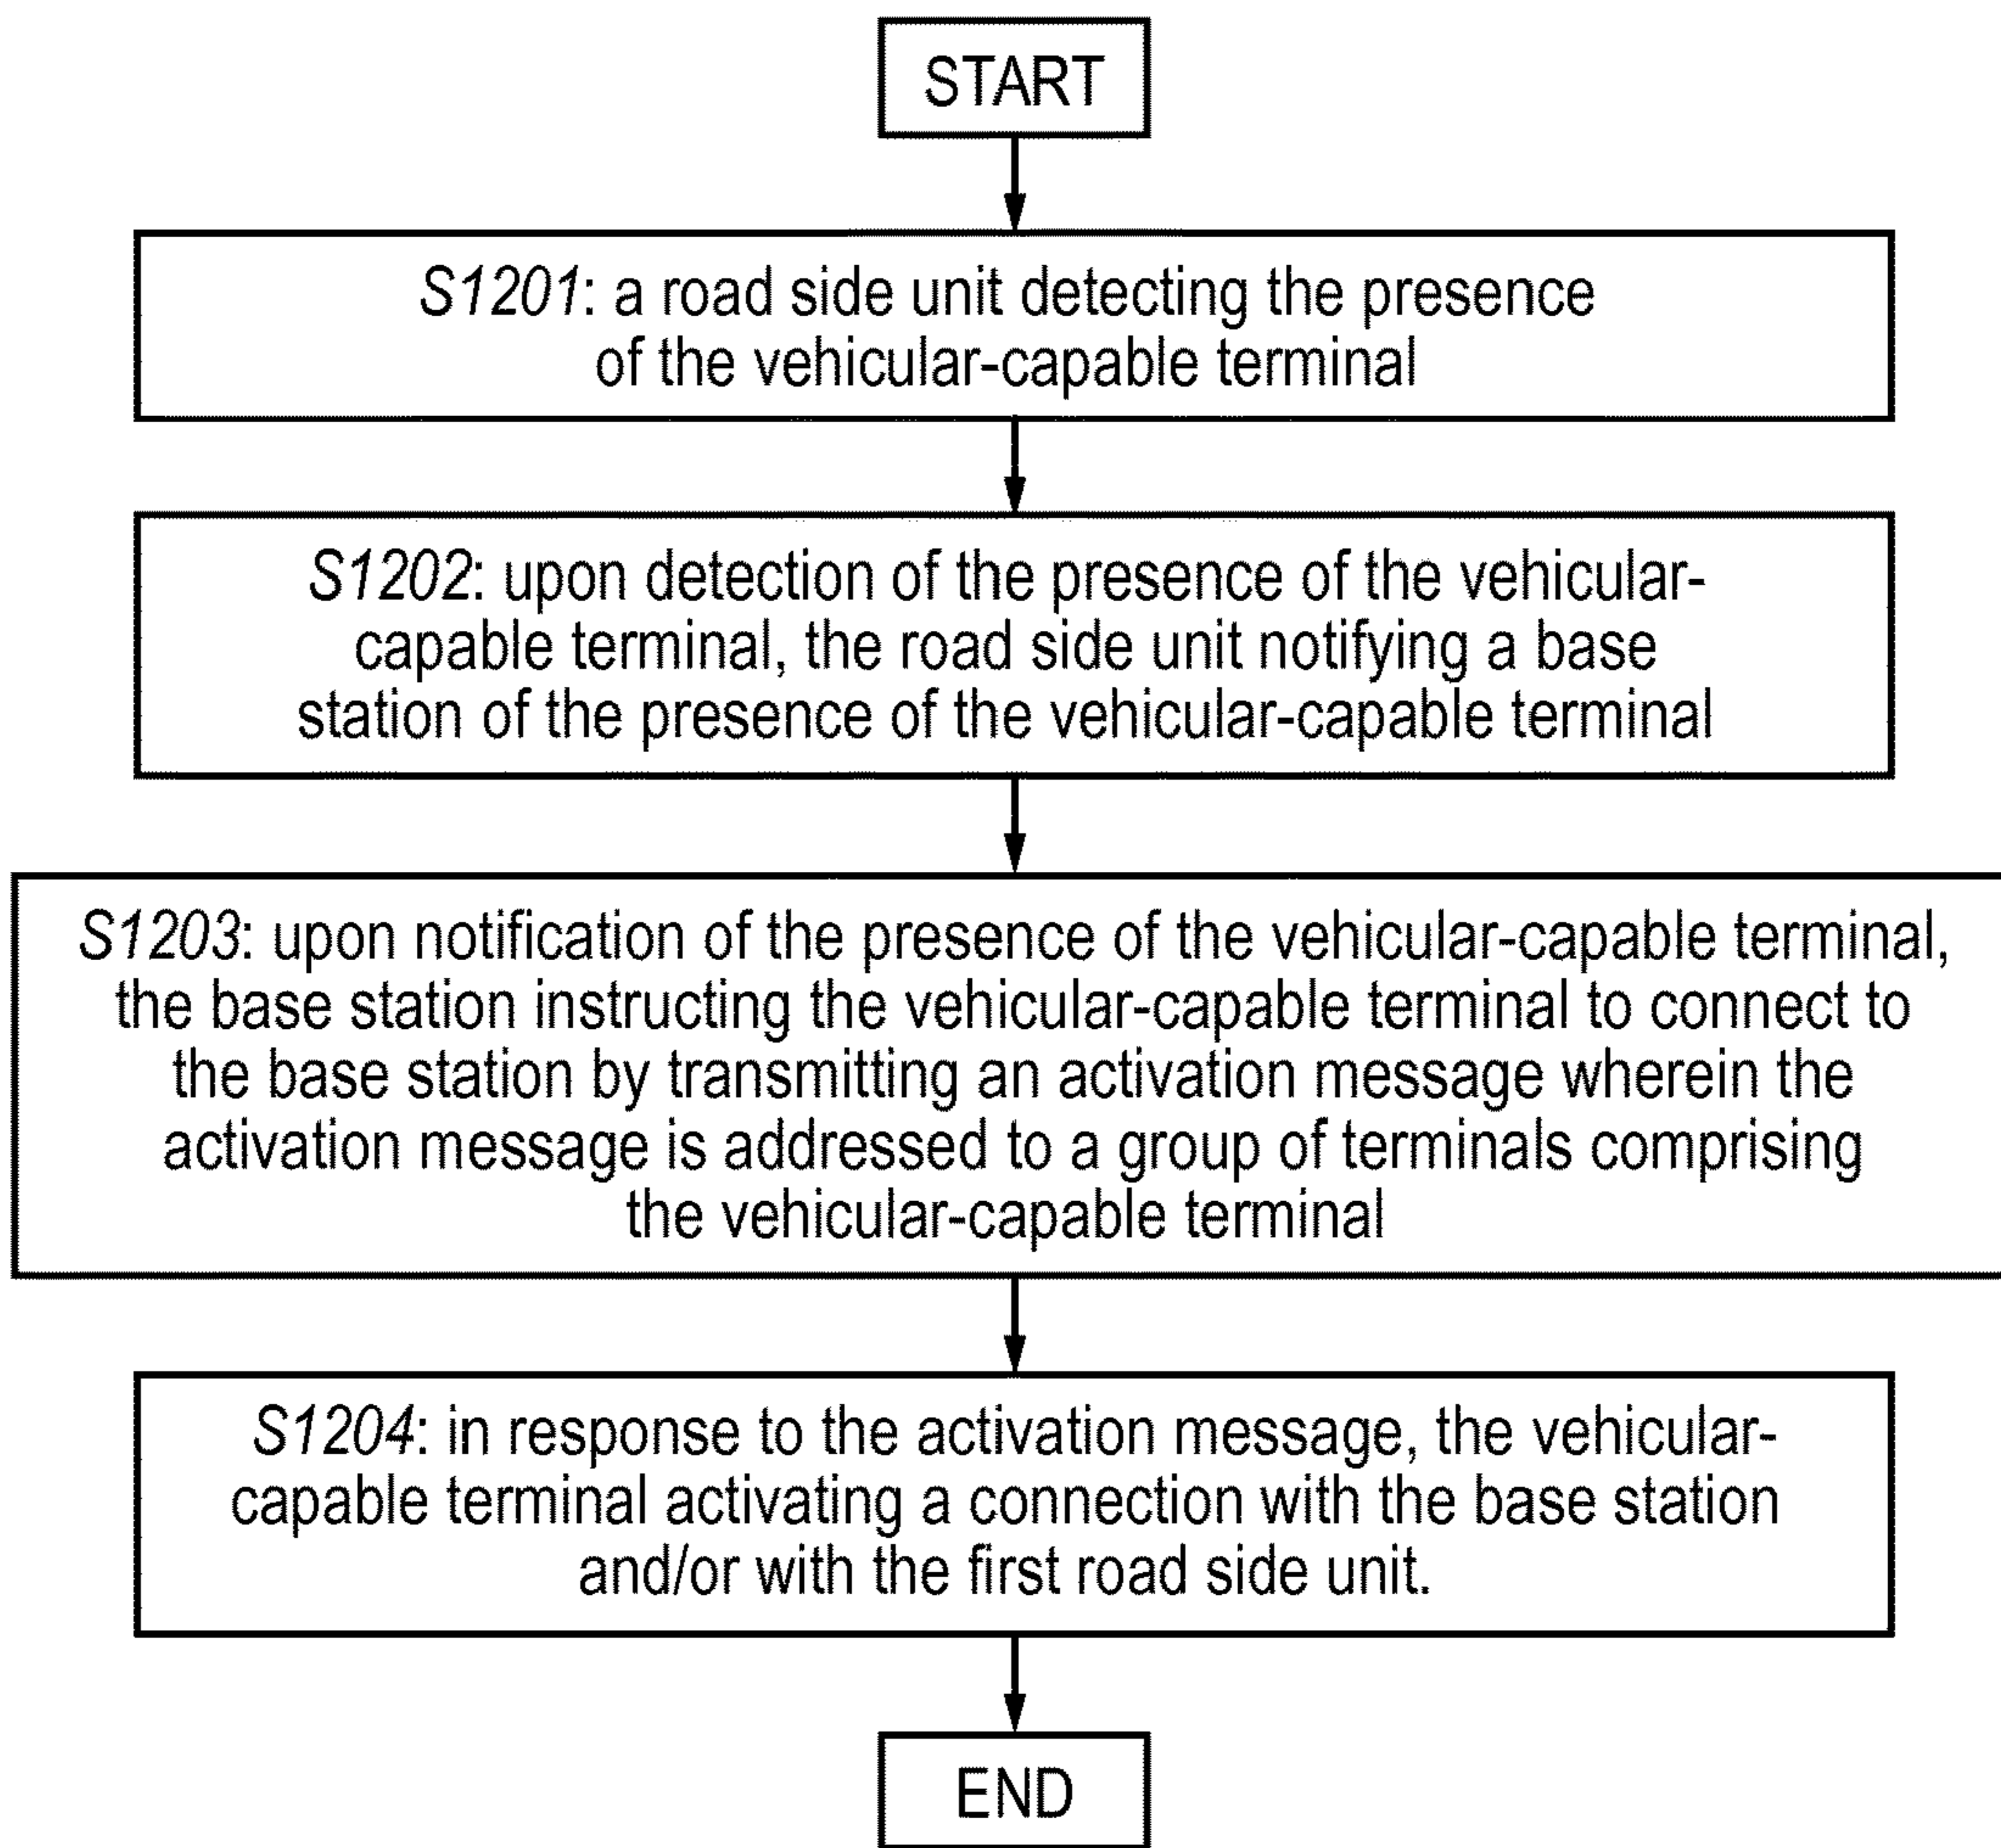 START
S1201: a road side unit detecting the presence
of the vehicular-capable terminal
S1202: upon detection of the presence of the vehicular-
capable terminal, the road side unit notifying a base
station of the presence of the vehicular-capable terminal
S1203: upon notification of the presence of the vehicular-capable terminal,
the base station instructing the vehicular-capable terminal to connect to
the base station by transmitting an activation message wherein the
activation message is addressed to a group of terminals comprising
the vehicular-capable terminal
S1204: in response to the activation message, the vehicular-
capable terminal activating a connection with the base station
and/or with the first road side unit.
END